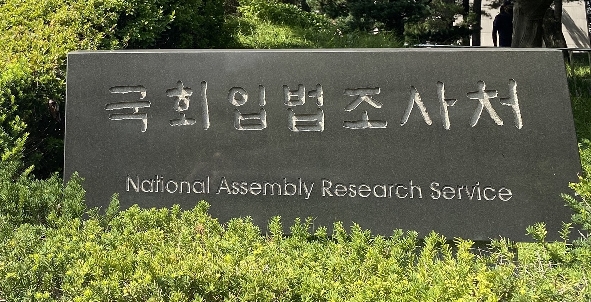 국회입법조사처
National Assembly Research Service